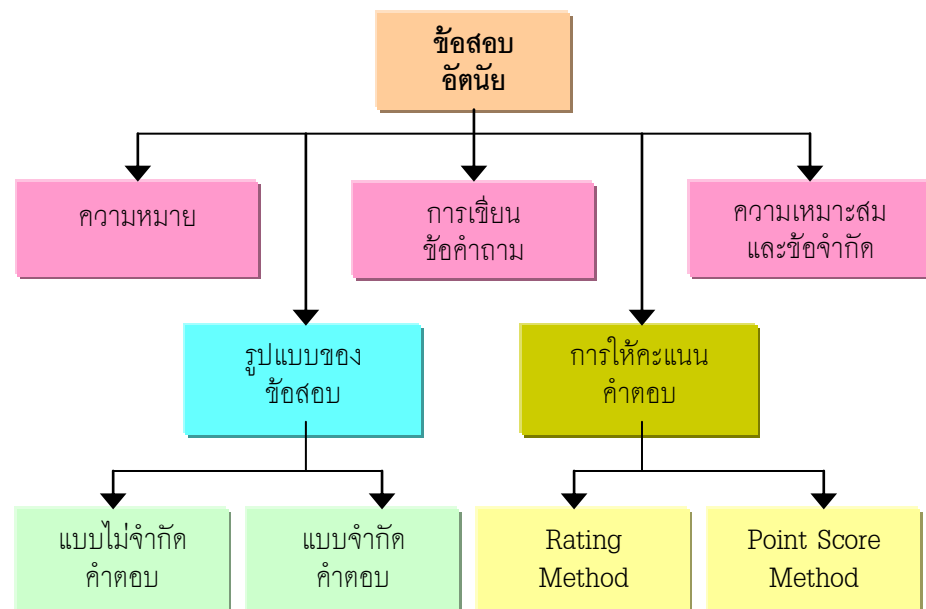 ข้อสอบ
อัตนัย
ความหมาย
การเขียน
ข้อคำถาม
ความเหมาะสม
และข้อจำกัด
รูปแบบของ
ข้อสอบ
การให้คะแนน
คำตอบ
แบบไม่จำกัด
คำตอบ
แบบจำกัด
คำตอบ
Rating
Method
Point Score
Method